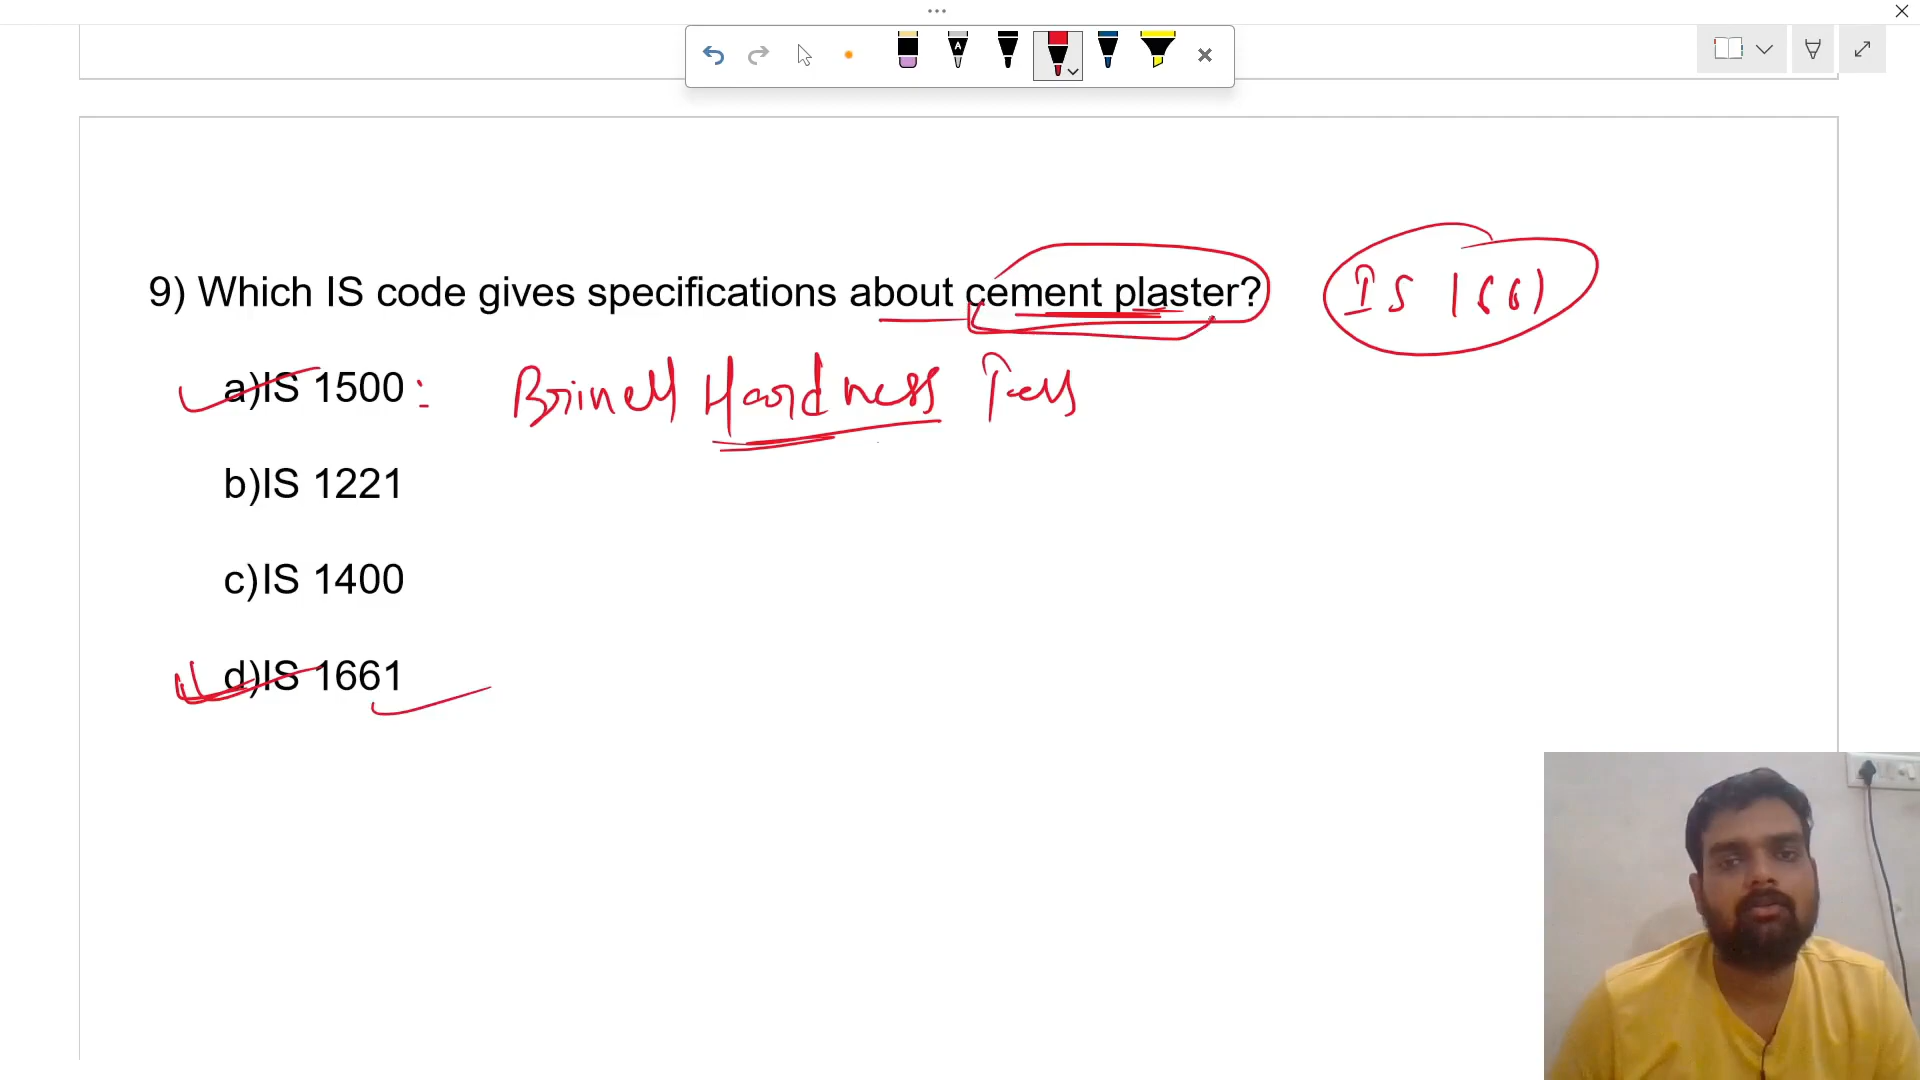 9) Which IS code gives specifications about cement plaster? IS 1661
a)IS 1500 : Brinell Hardness Test
b)IS 1221
c)IS 1400
d)IS 1661